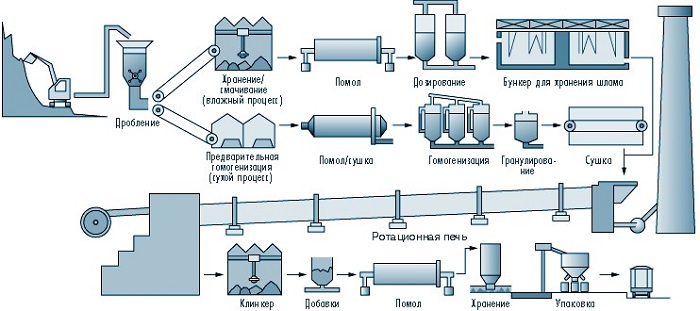 Дробление
Хранение/
смачивание
(влажный процесс)
Помол
Дозирование
Бункер для хранения шлама
Предварительная
гомогенизация
(сухой процесс)
Помол/сушка
Гомогенизация
Гранулирова-
ние
Сушка
Ротационная печь
Клинкер
Добавки
Помол
Хранение
Упаковка